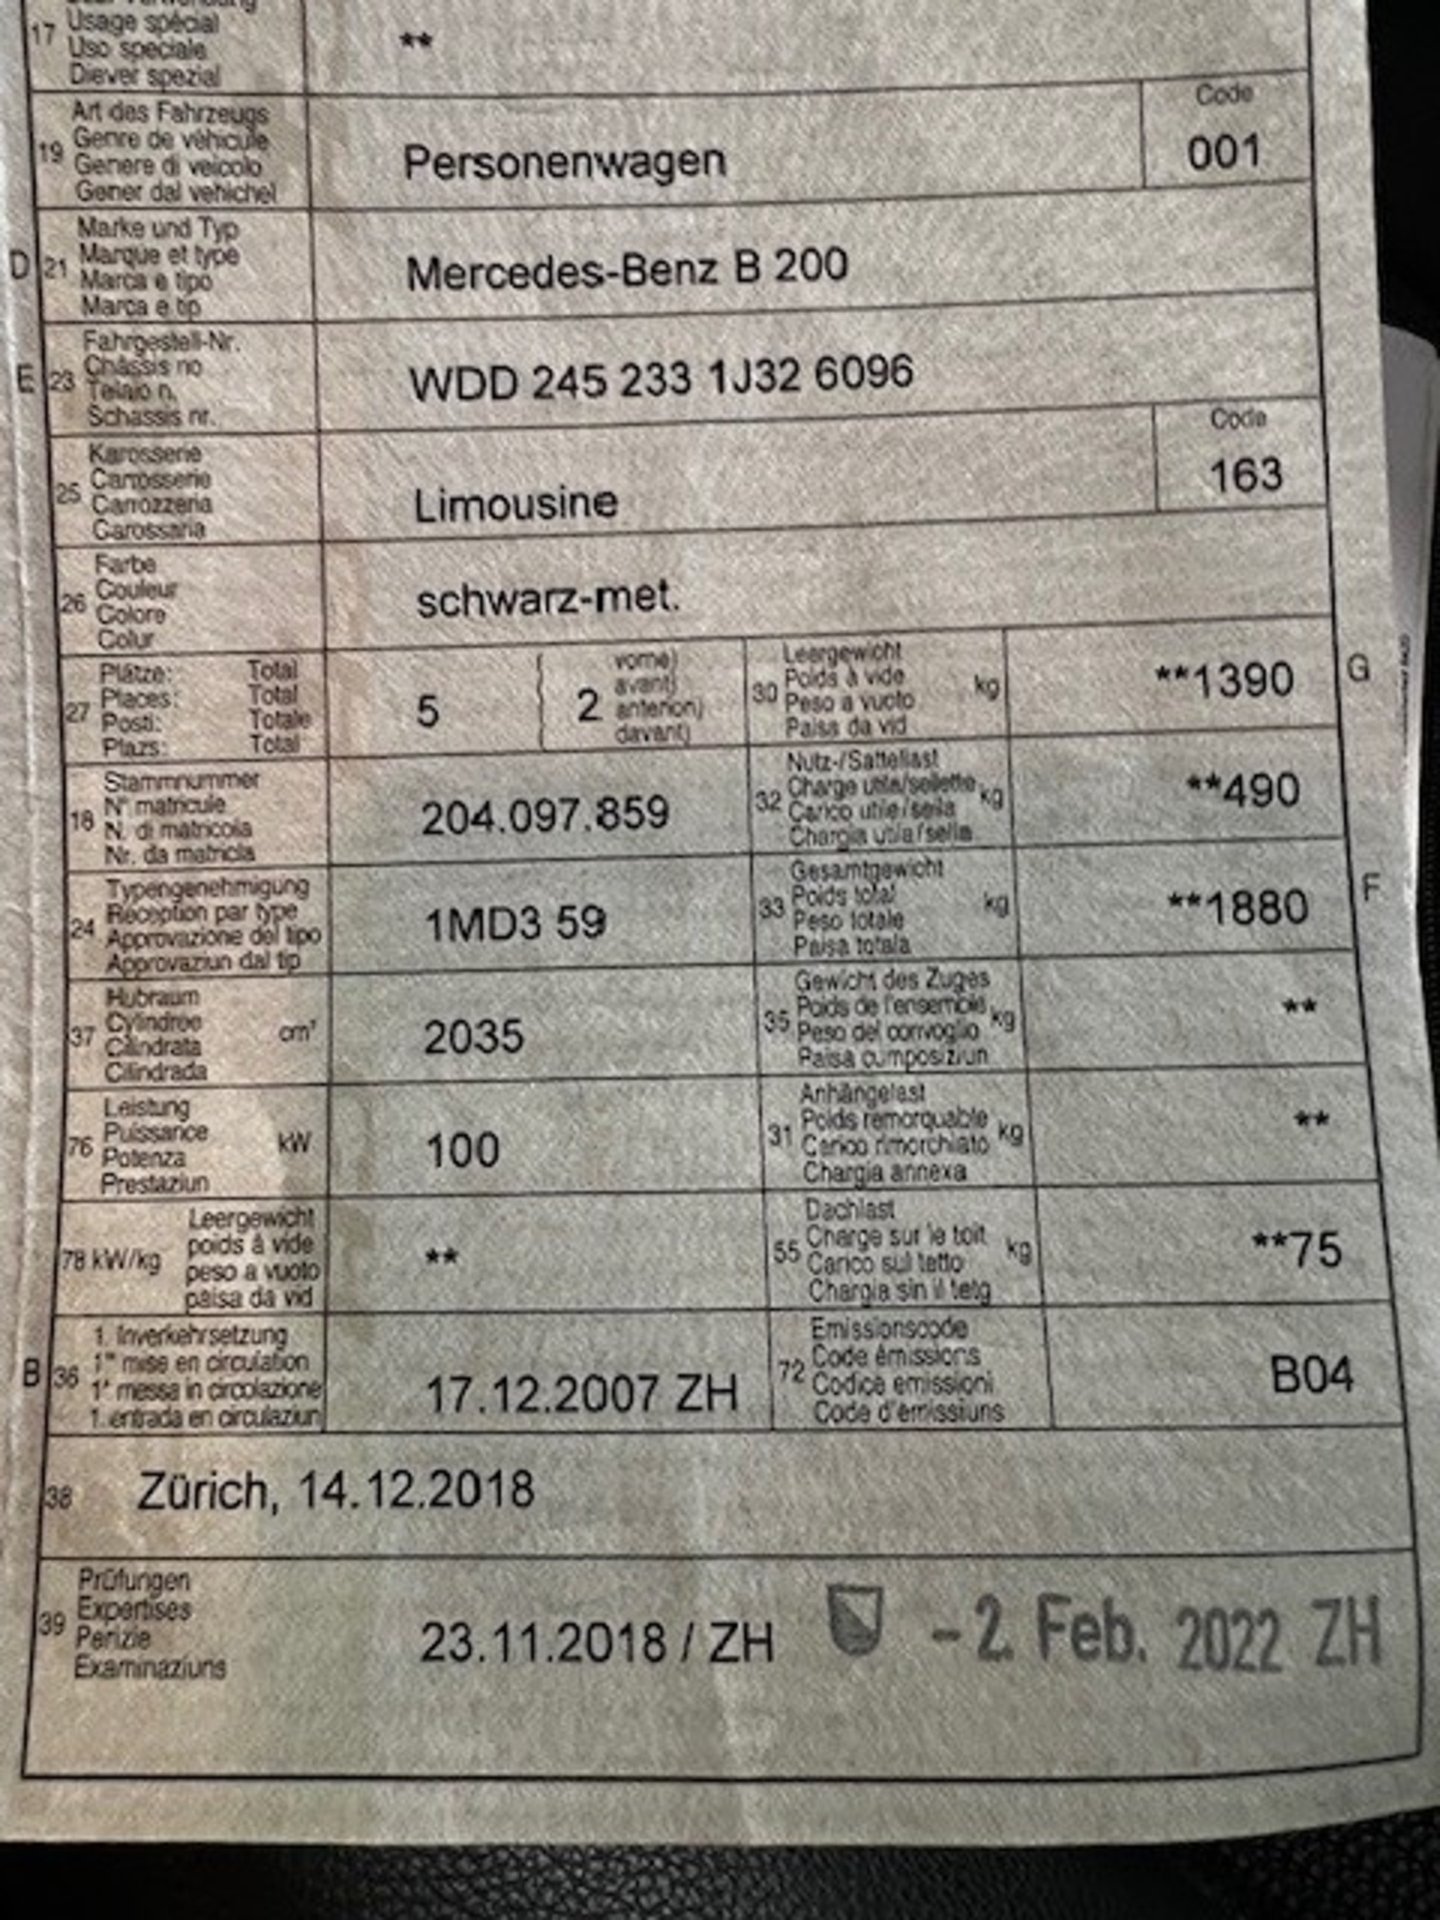 17 Usage spécial
Uso speciale
Diever spezial
**
19 Art des Fahrzeugs
Genre de véhicule
Genere di veicolo
Gener dal vehichel
Personenwagen
Code
001
D 21 Marke und Typ
Marque et type
Marca e tipo
Marca e tip
Mercedes-Benz B 200
E 23 Fahrgestell-Nr.
Châssis no
Telaio n.
Schassis nr.
WDD 245 233 1J32 6096
25 Karosserie
Carrosserie
Carrozzeria
Carossaria
Limousine
Code
163
26 Farbe
Couleur
Colore
Colur
schwarz-met.
27 Plätze: Total
Places: Total
Posti: Totale
Plazs: Total
5 ( 2 vorne)
avant)
anteriori)
davant)
30 Leergewicht
Poids à vide
Peso a vuoto
Paisa da vid
kg
**1390 G
18 Stammnummer
N° matricule
N. di matricola
Nr. da matricla
204.097.859
32 Nutz-/Sattellast
Charge utile/sellette
Carico utile/sella
Chargia utila/sella
kg
**490
24 Typengenehmigung
Réception par type
Approvazione del tipo
Approvaziun dal tip
1MD3 59
33 Gesamtgewicht
Poids total
Peso totale
Paisa totala
kg
**1880 F
37 Hubraum
Cylindrée
Cilindrata
Cilindrada
cm³
2035
35 Gewicht des Zuges
Poids de l'ensemble
Peso del convoglio
Paisa cumposiziun
kg
**
76 Leistung
Puissance
Potenza
Prestaziun
kW
100
31 Anhängelast
Poids remorquable
Carico rimorchiato
Chargia annexa
kg
**
78 kW/kg Leergewicht
poids à vide
peso a vuoto
paisa da vid
**
55 Dachlast
Charge sur le toit
Carico sul tetto
Chargia sin il tetg
kg
**75
B 36 1. Inverkehrsetzung
1re mise en circulation
1a messa in circolazione
1. entrada en circulaziun
17.12.2007 ZH
72 Emissionscode
Code émissions
Codice emissioni
Code d'emissiuns
B04
38 Zürich, 14.12.2018
39 Prüfungen
Expertises
Perizie
Examinaziuns
23.11.2018 / ZH
-2. Feb. 2022 ZH